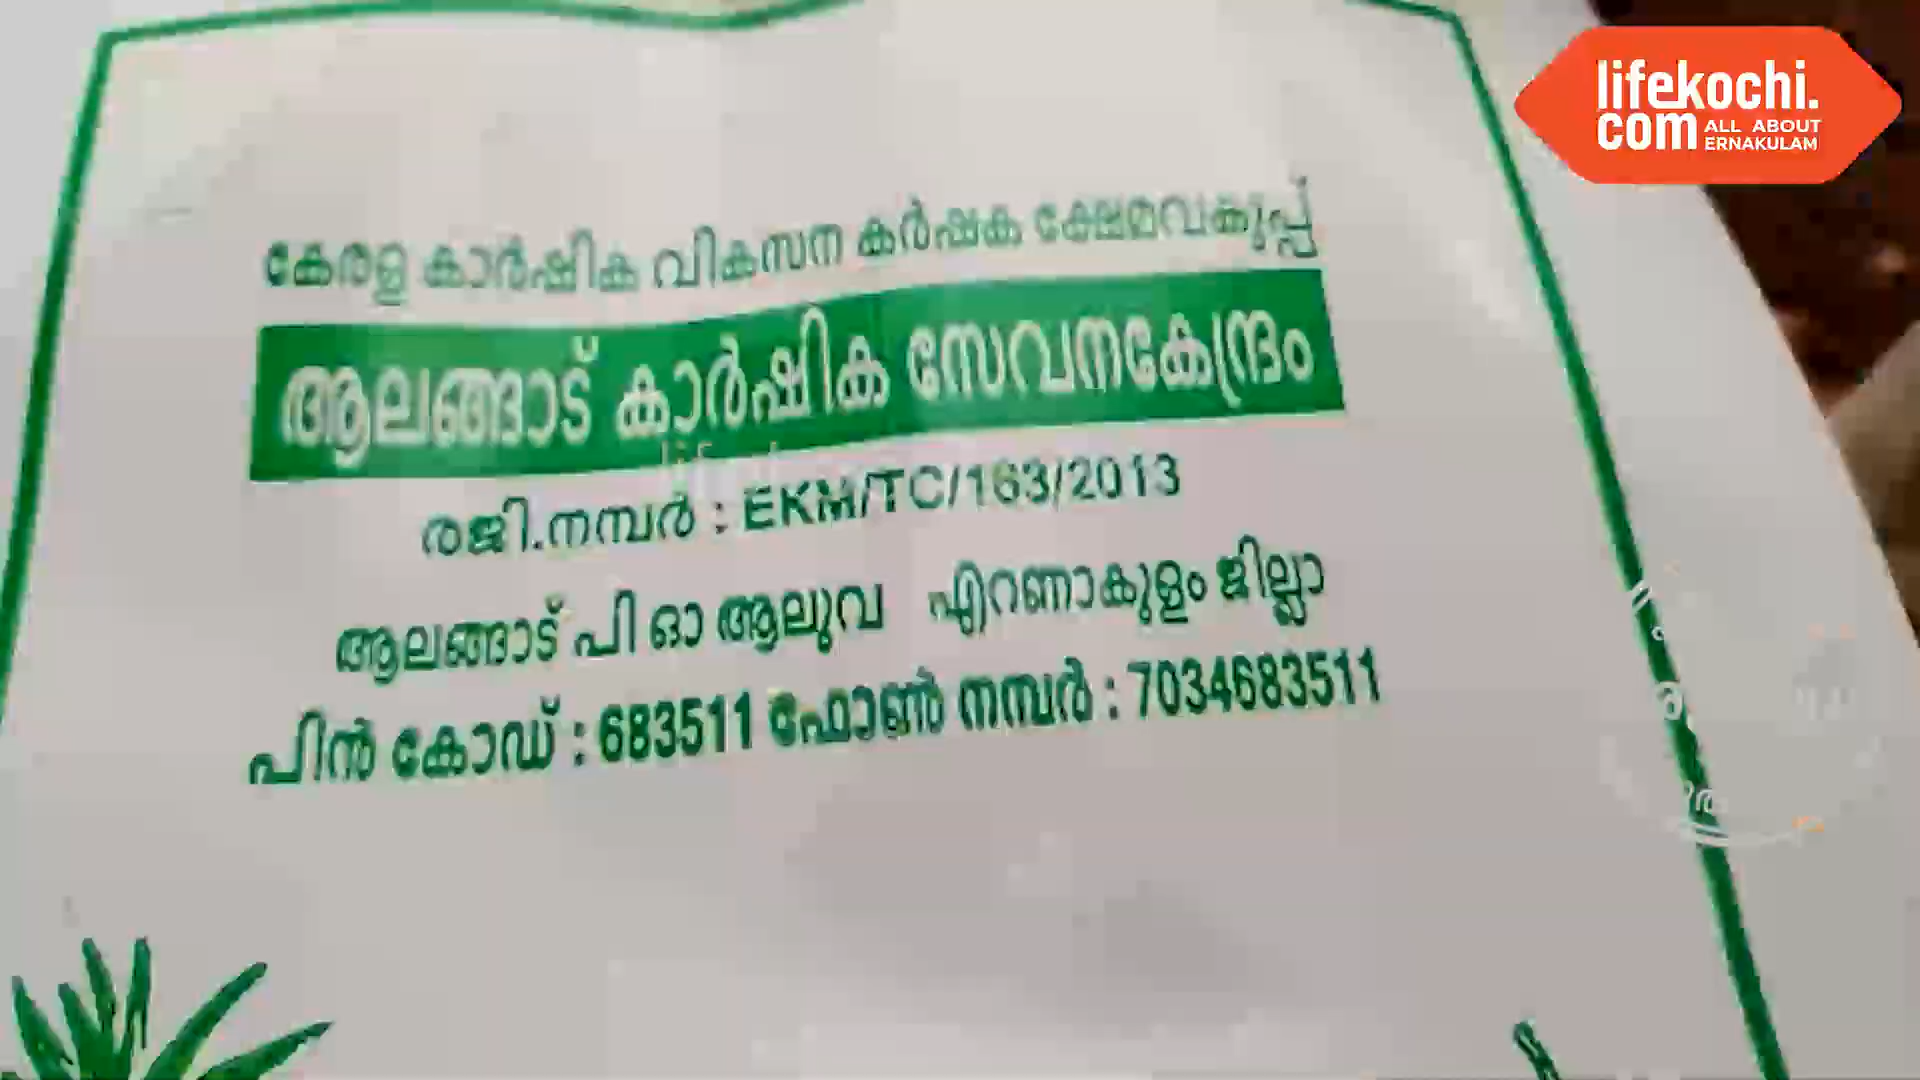 lifekochi.
com ALL ABOUT
ERNAKULAM
കേരള കാർഷിക വികസന കർഷക ക്ഷേമവകുപ്പ്
ആലങ്ങാട് കാർഷിക സേവനകേന്ദ്രം
രജി.നമ്പർ : EKM/TC/163/2013
ആലങ്ങാട് പി ഓ ആലുവ എറണാകുളം ജില്ലാ
പിൻ കോഡ് : 683511 ഫോൺ നമ്പർ : 7034683511